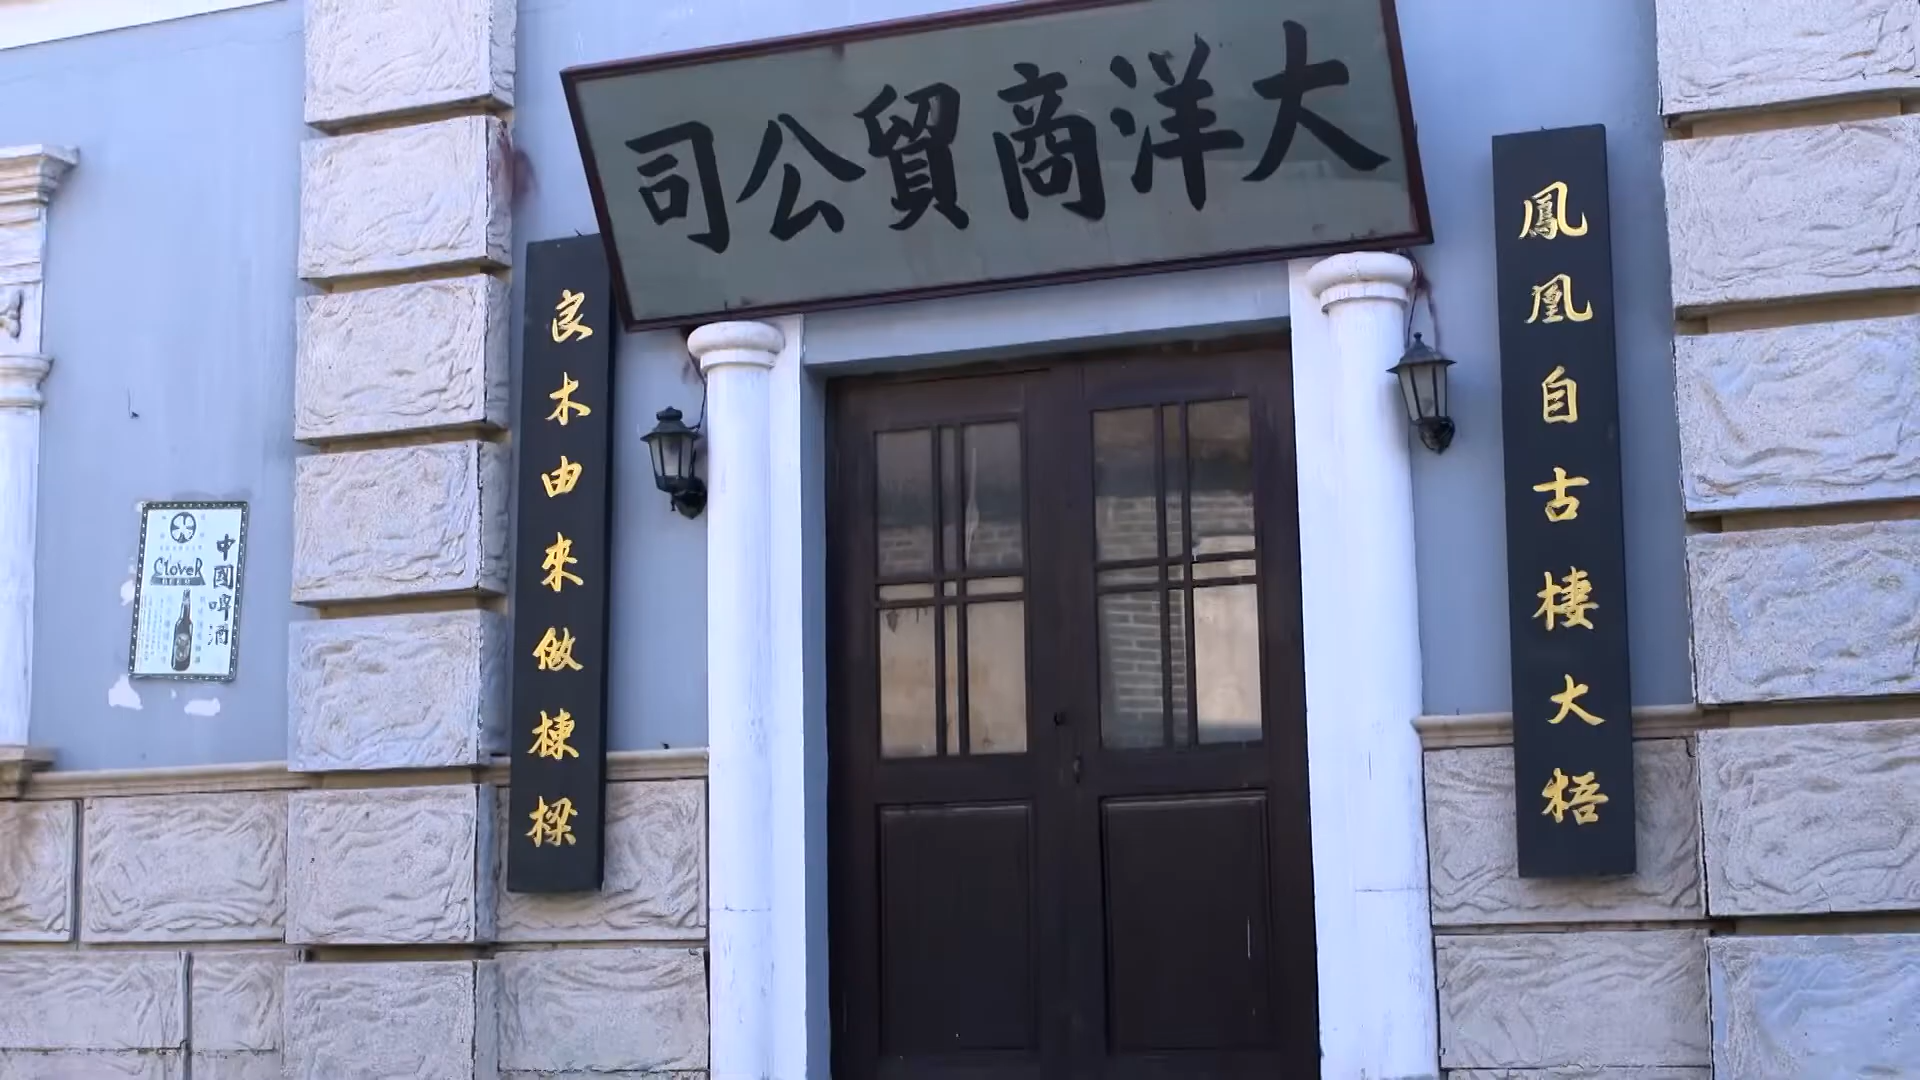 大洋商貿公司
鳳凰自古棲大梧
良木由來做棟樑
中國啤酒
CloveR
BEER